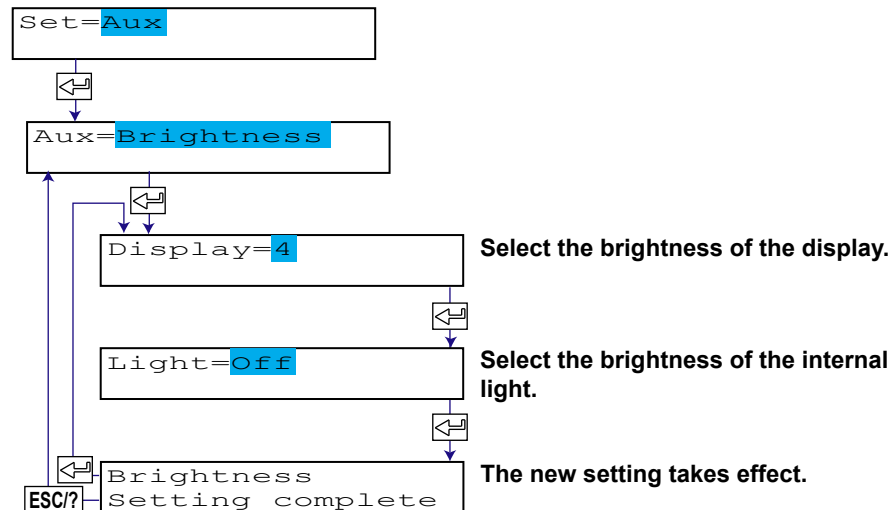 Set=Aux
Aux=Brightness
Display=4
Select the brightness of the display.
Light=Off
Select the brightness of the internal
light.
Brightness
Setting complete
The new setting takes effect.
ESC/?